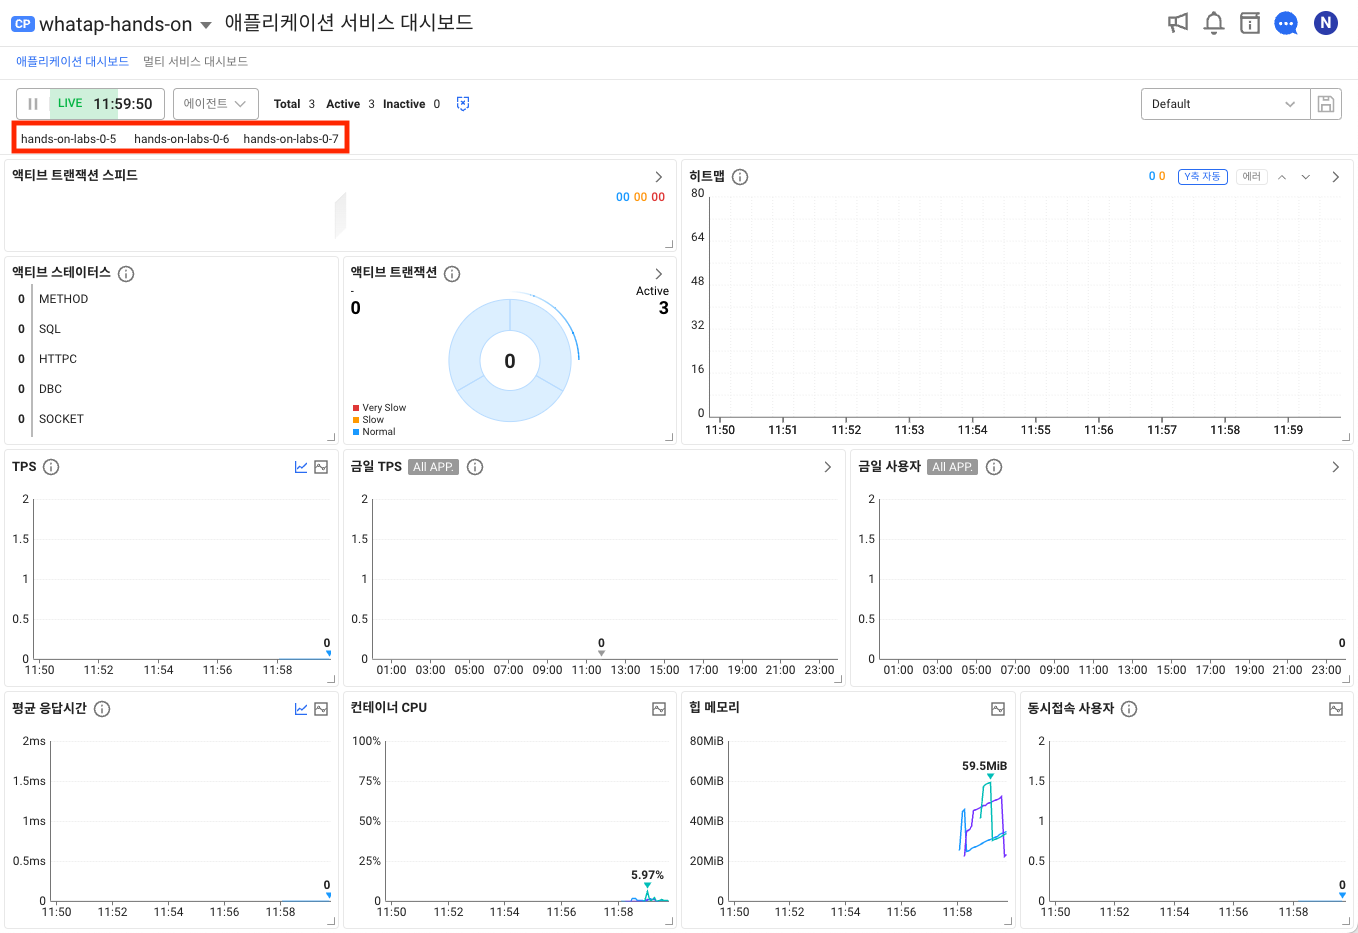 CP whatap-hands-on 애플리케이션 서비스 대시보드 N
애플리케이션 대시보드 멀티 서비스 대시보드
LIVE 11:59:50 에이전트 Total 3 Active 3 Inactive 0 Default
hands-on-labs-0-5 hands-on-labs-0-6 hands-on-labs-0-7
액티브 트랜잭션 스피드
00 00 00
히트맵 0 0 Y축 자동 에러
80
64
48
32
16
0
11:50 11:51 11:52 11:53 11:54 11:55 11:56 11:57 11:58 11:59
액티브 스테이터스
0 METHOD
0 SQL
0 HTTPC
0 DBC
0 SOCKET
액티브 트랜잭션
- Active
0 3
0
Very Slow
Slow
Normal
TPS
2
1.5
1
0.5
0
0
11:50 11:52 11:54 11:56 11:58
금일 TPS All APP.
2
1.5
1
0.5
0
0
01:00 03:00 05:00 07:00 09:00 11:00 13:00 15:00 17:00 19:00 21:00 23:00
금일 사용자 All APP.
2
1.5
1
0.5
0
0
01:00 03:00 05:00 07:00 09:00 11:00 13:00 15:00 17:00 19:00 21:00 23:00
평균 응답시간
2ms
1.5ms
1ms
0.5ms
0
0
11:50 11:52 11:54 11:56 11:58
컨테이너 CPU
100%
75%
50%
25%
5.97%
0
11:50 11:52 11:54 11:56 11:58
힙 메모리
80MiB
59.5MiB
60MiB
40MiB
20MiB
0
11:50 11:52 11:54 11:56 11:58
동시접속 사용자
2
1.5
1
0.5
0
0
11:50 11:52 11:54 11:56 11:58